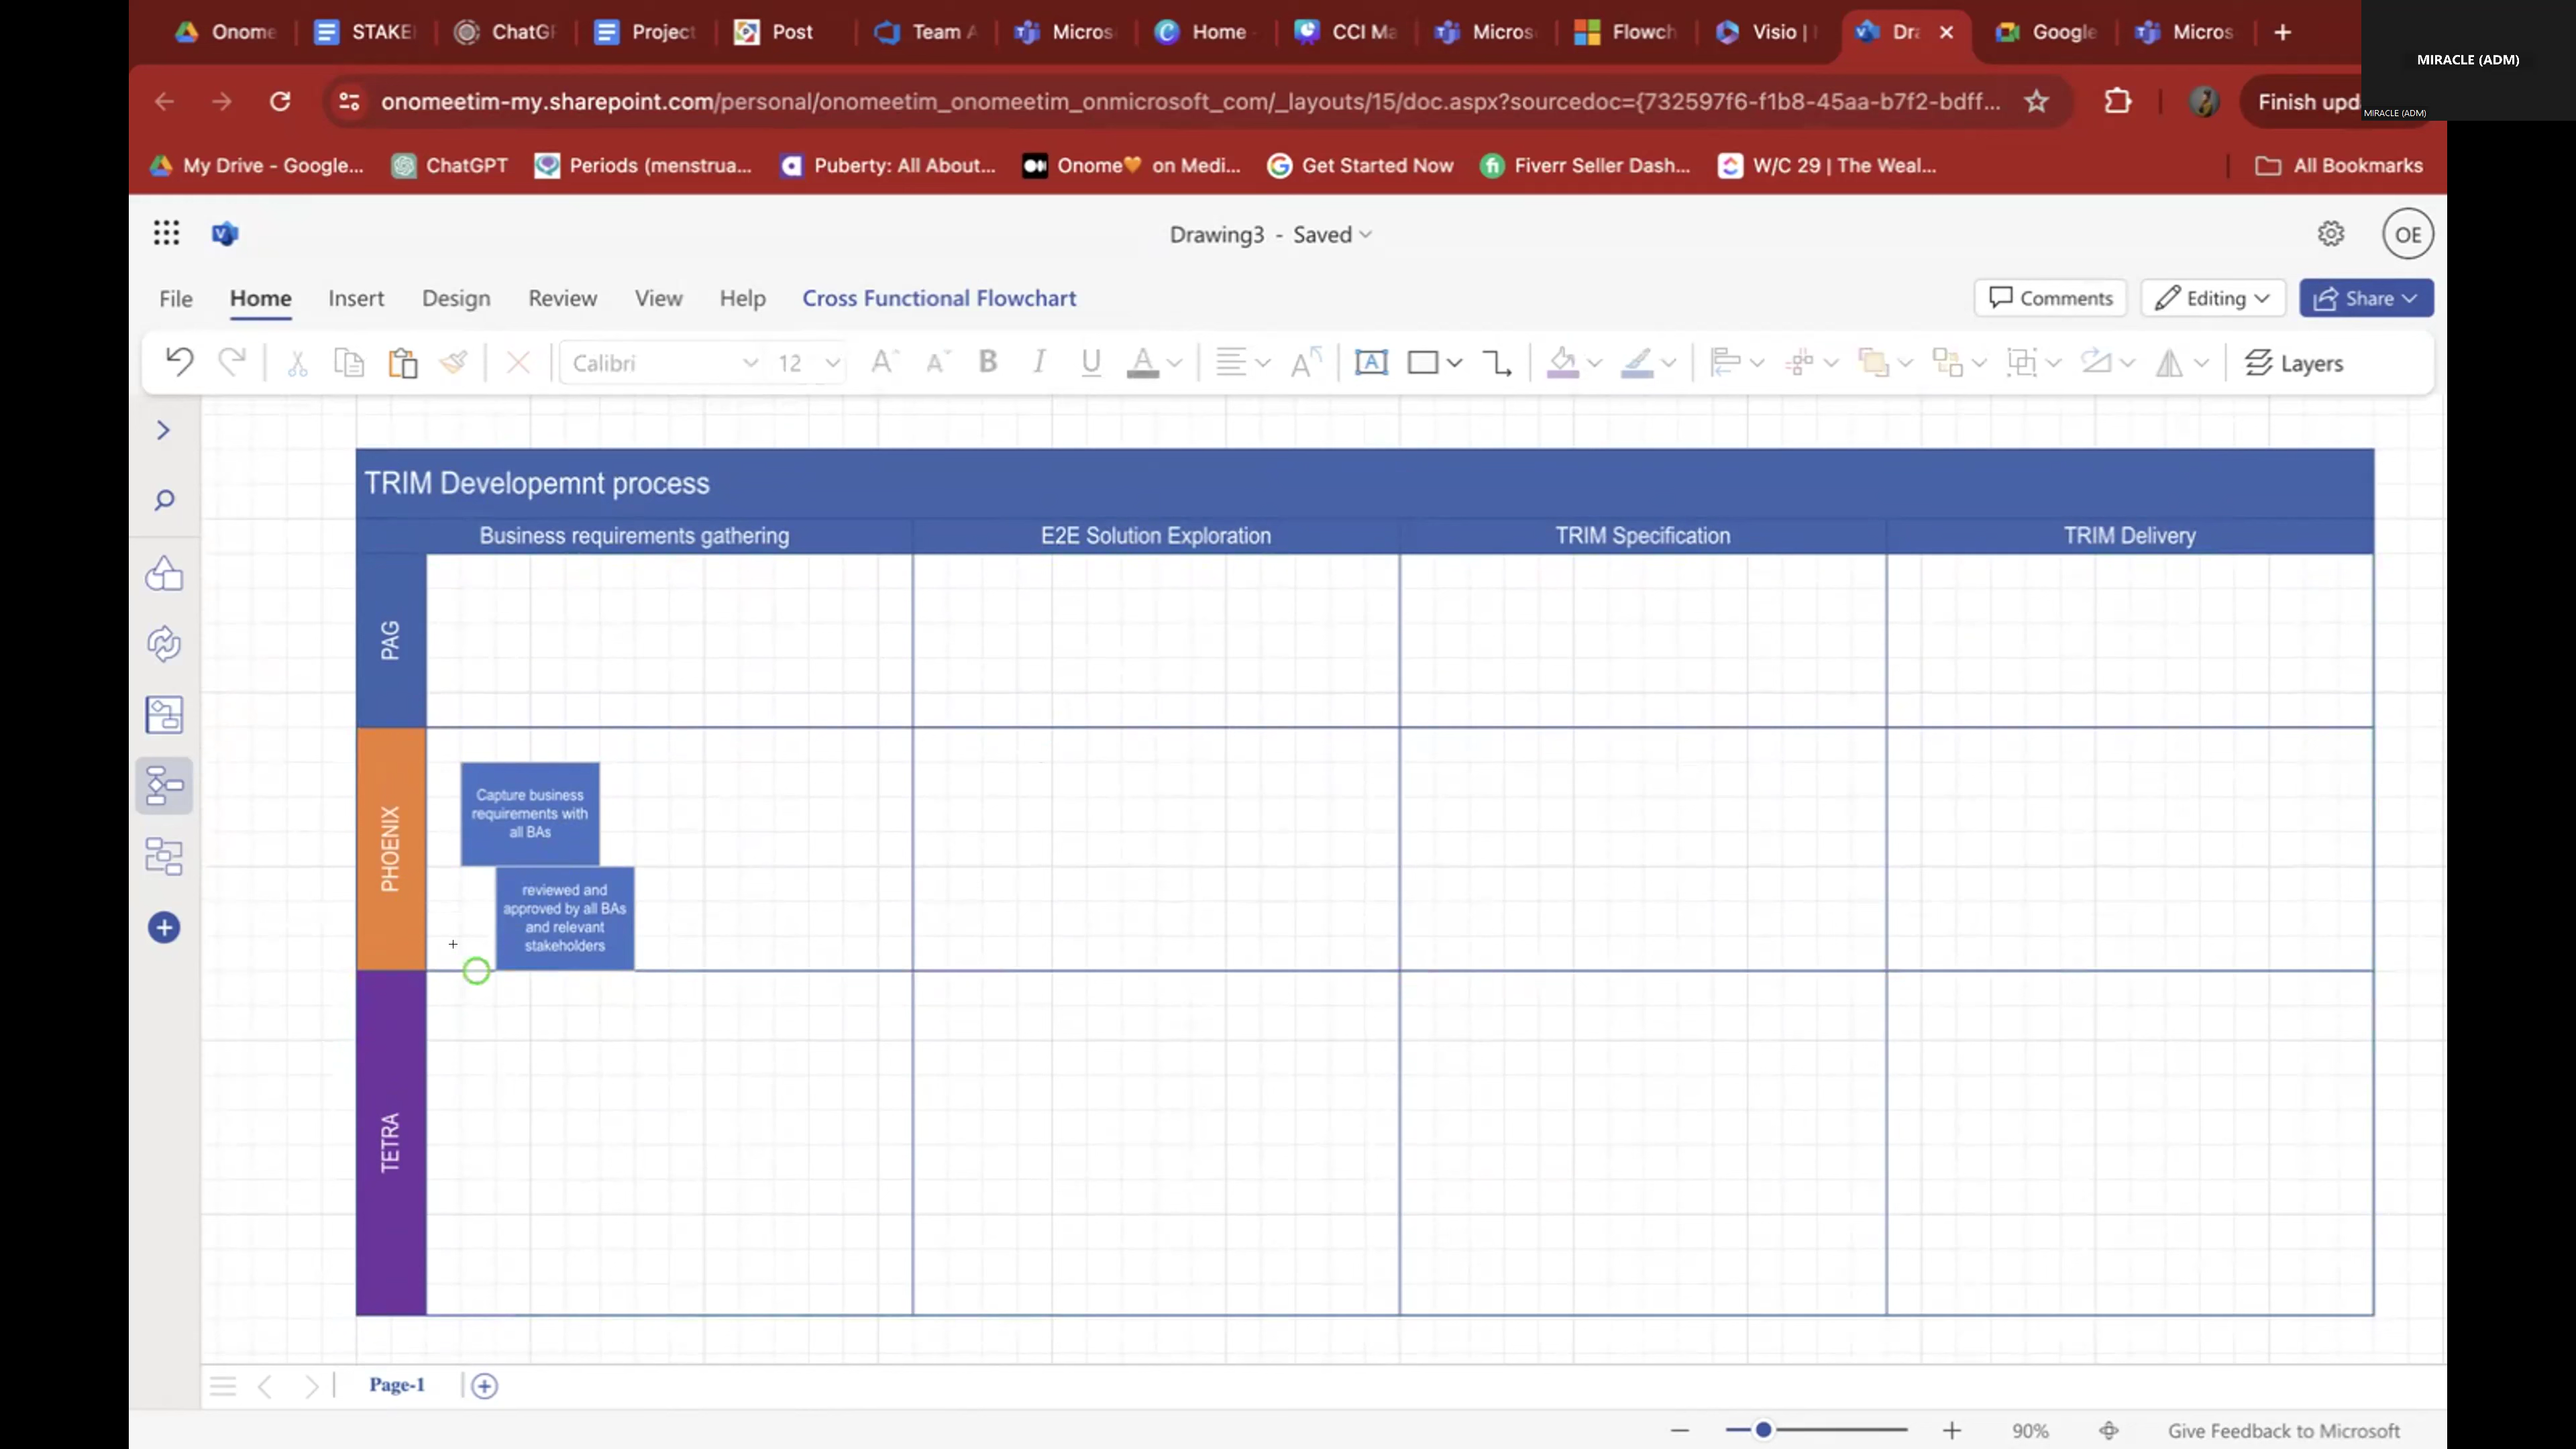 Onome
STAKE
ChatGP
Project
Post
Team A
Micros
Home
CCI Ma
Micros
Flowch
Visio |
Dra
Google
Micros
MIRACLE (ADM)
MIRACLE (ADM)
onomeetim-my.sharepoint.com/personal/onomeetim_onomeetim_onmicrosoft_com/_layouts/15/doc.aspx?sourcedoc={732597f6-f1b8-45aa-b7f2-bdff...
Finish upd
My Drive - Google...
ChatGPT
Periods (menstrua...
Puberty: All About...
Onome🧡 on Medi...
Get Started Now
Fiverr Seller Dash...
W/C 29 | The Weal...
All Bookmarks
Drawing3 - Saved
OE
File
Home
Insert
Design
Review
View
Help
Cross Functional Flowchart
Comments
Editing
Share
Calibri
12
Layers
TRIM Developemnt process
Business requirements gathering
E2E Solution Exploration
TRIM Specification
TRIM Delivery
PAG
PHOENIX
Capture business
requirements with
all BAs
reviewed and
approved by all BAs
and relevant
stakeholders
TETRA
Page-1
90%
Give Feedback to Microsoft